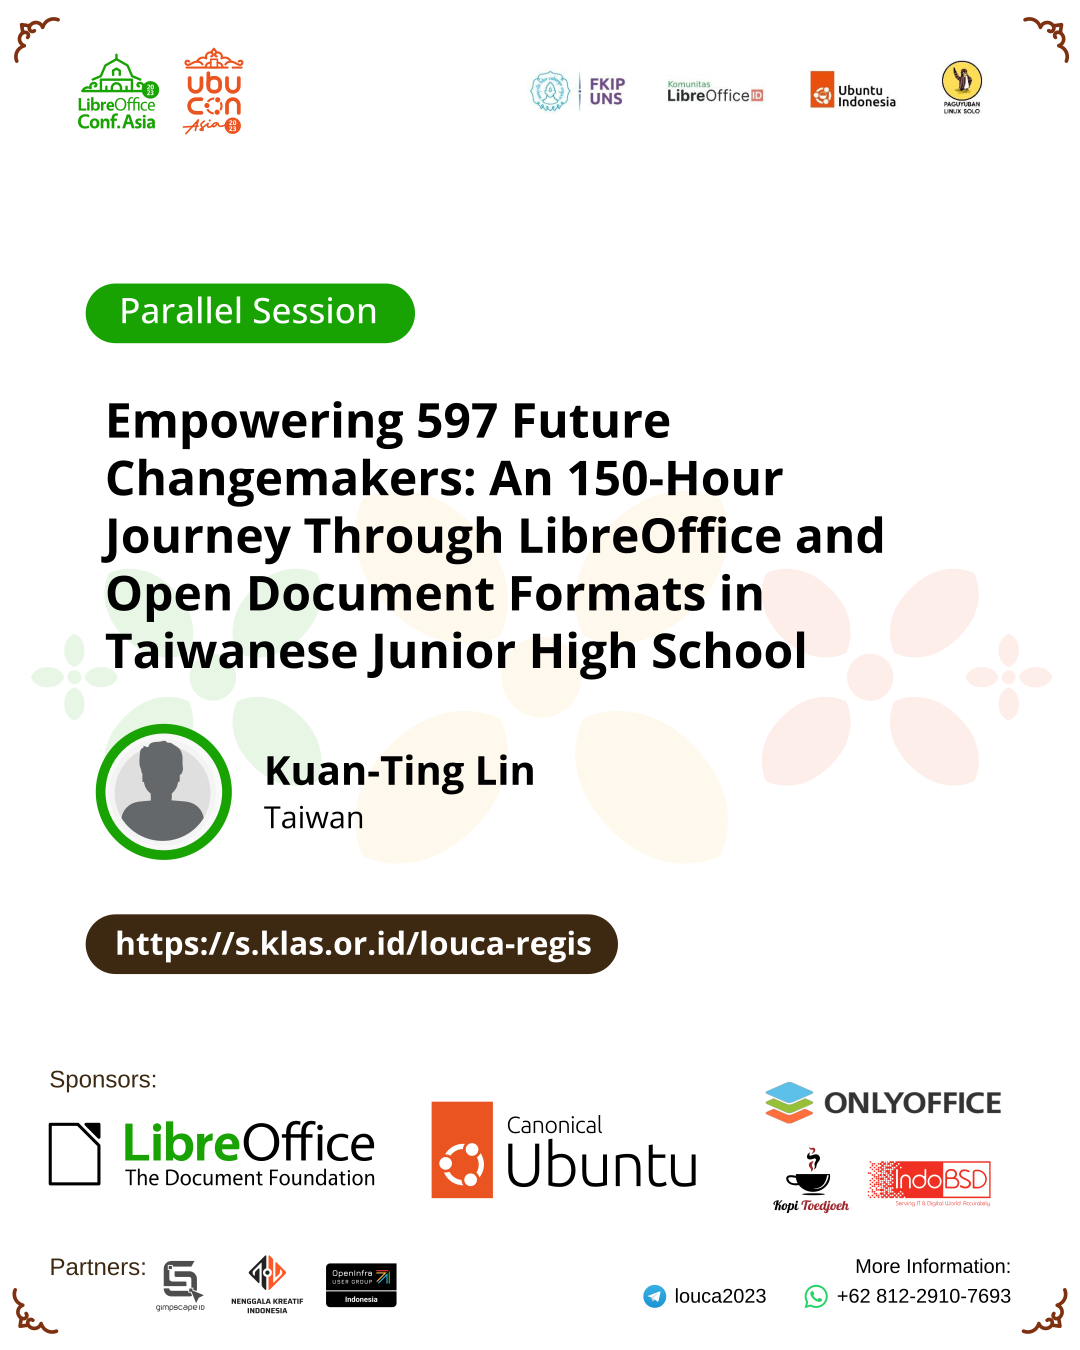 LibreOffice
Conf. Asia
2023
ubu
con
Asia
2023
FKIP
UNS
Komunitas
LibreOffice ID
Ubuntu
Indonesia
PAGUYUBAN
LINUX SOLO
Parallel Session
Empowering 597 Future
Changemakers: An 150-Hour
Journey Through LibreOffice and
Open Document Formats in
Taiwanese Junior High School
Kuan-Ting Lin
Taiwan
https://s.klas.or.id/louca-regis
Sponsors:
LibreOffice
The Document Foundation
Canonical
Ubuntu
ONLYOFFICE
Kopi Toedjoeh
IndoBSD
Serving IT & Digital World Accurately
Partners:
gimpscape ID
NENGGALA KREATIF
INDONESIA
OpenInfra
USER GROUP
Indonesia
More Information:
louca2023
+62 812-2910-7693